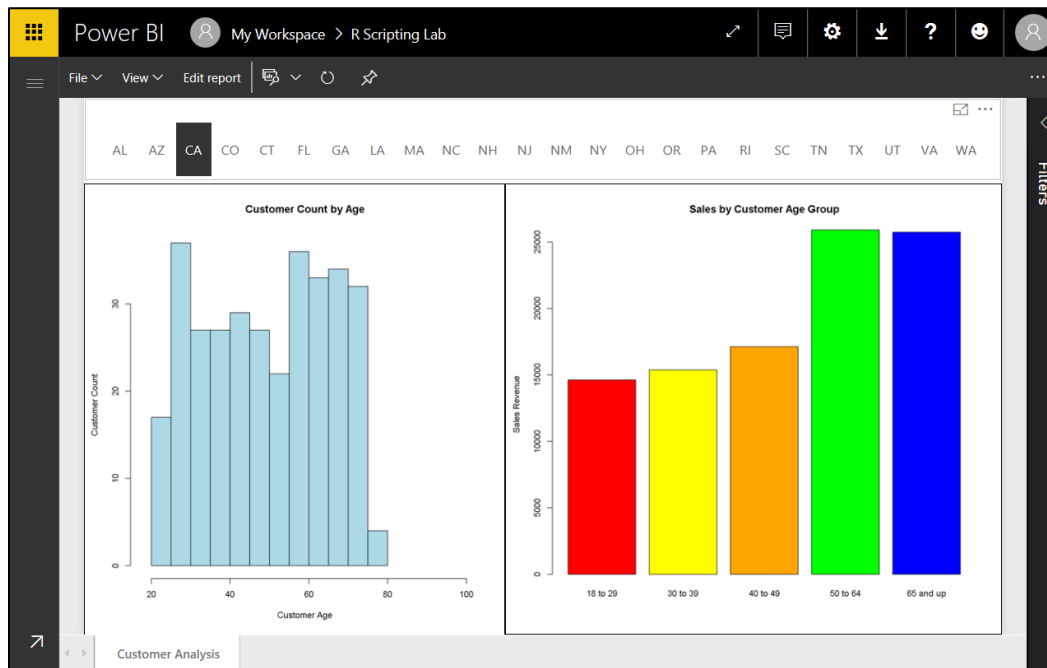 Power BI My Workspace > R Scripting Lab ?
File View Edit report
Filters
AL AZ CA CO CT FL GA LA MA NC NH NJ NM NY OH OR PA RI SC TN TX UT VA WA
Customer Count by Age
Customer Count
30
20
10
0
20 40 60 80 100
Customer Age
Sales by Customer Age Group
Sales Revenue
25000
20000
15000
10000
5000
0
18 to 29 30 to 39 40 to 49 50 to 64 65 and up
Customer Analysis